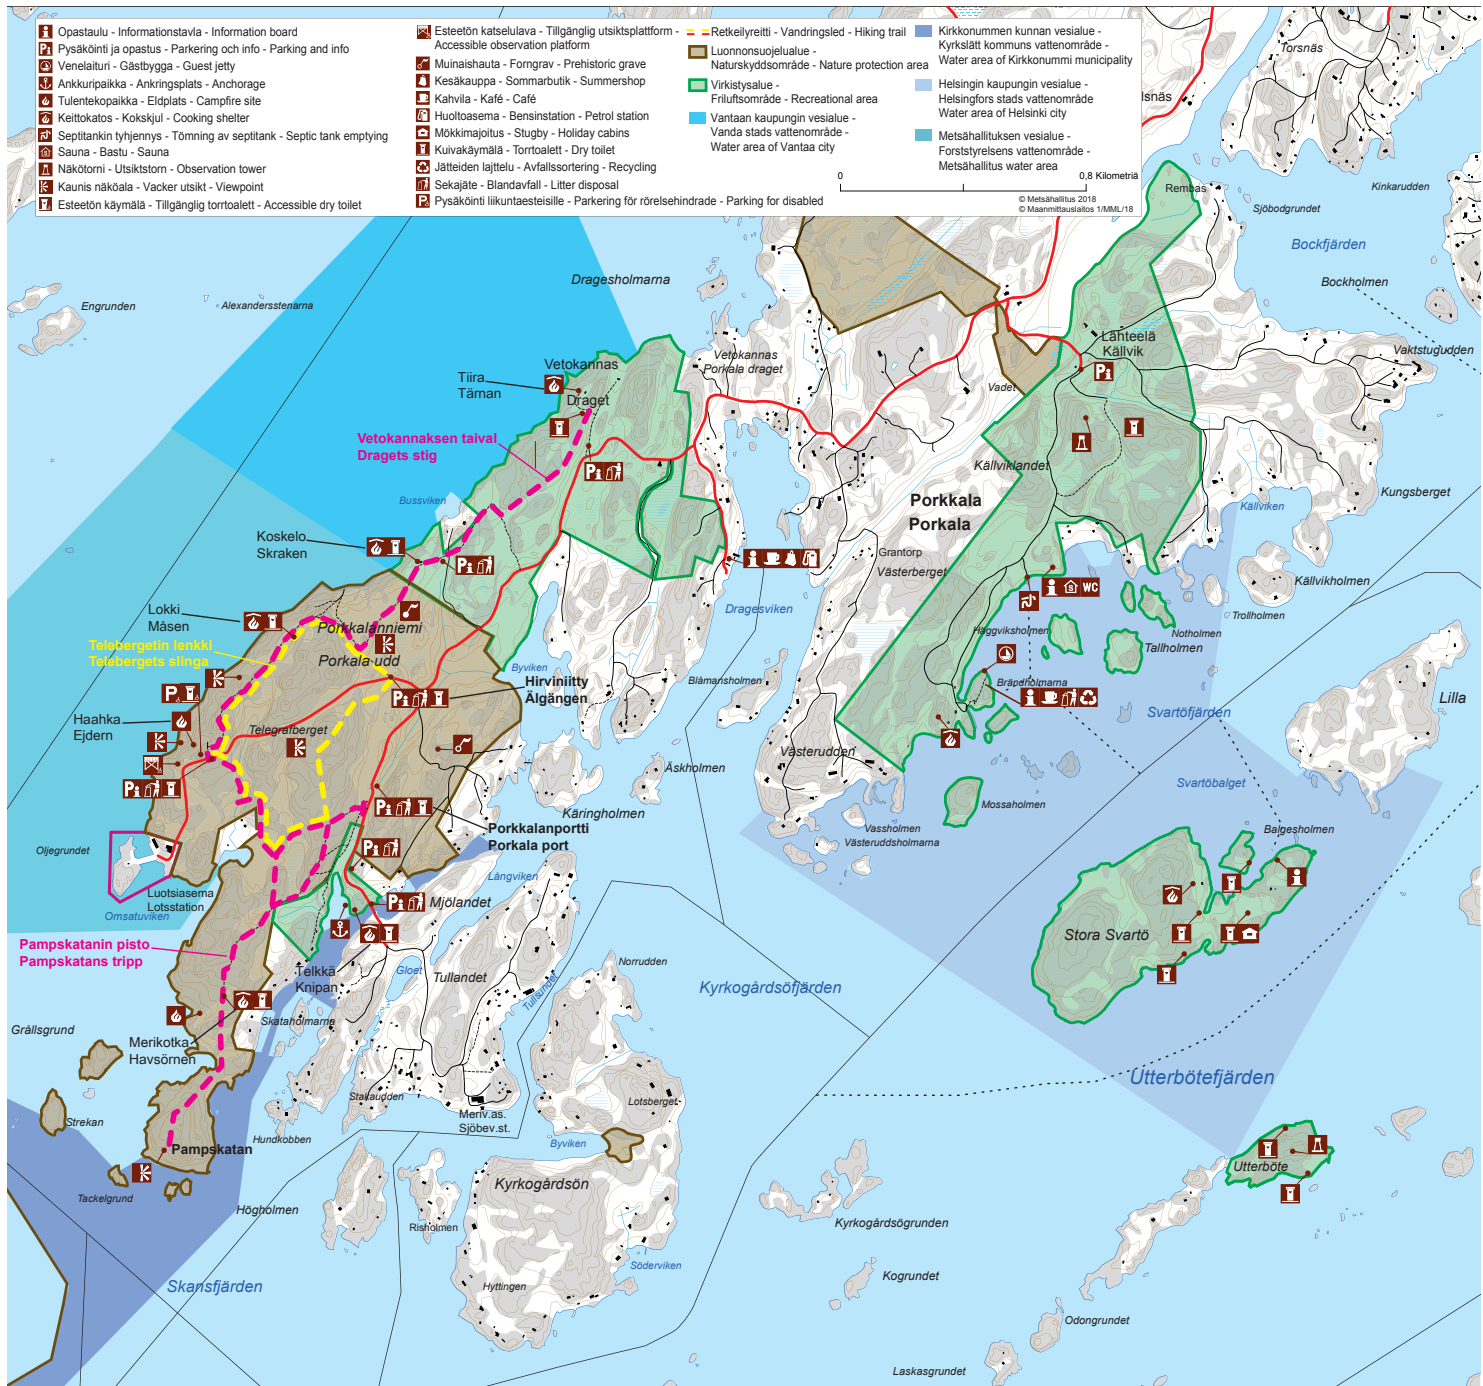 Opastaulu - Informationstavla - Information board
Pysäköinti ja opastus - Parkering och info - Parking and info
Venelaituri - Gästbygga - Guest jetty
Ankkuripaikka - Ankringsplats - Anchorage
Tulentekopaikka - Eldplats - Campfire site
Keittokatos - Kokskjul - Cooking shelter
Septitankin tyhjennys - Tömning av septitank - Septic tank emptying
Sauna - Bastu - Sauna
Näkötorni - Utsiktstorn - Observation tower
Kaunis näköala - Vacker utsikt - Viewpoint
Esteetön käymälä - Tillgänglig torrtoalett - Accessible dry toilet
Esteetön katselulava - Tillgänglig utsiktsplattform -
Accessible observation platform
Muinaishauta - Forngrav - Prehistoric grave
Kesäkauppa - Sommarbutik - Summershop
Kahvila - Kafé - Café
Huoltoasema - Bensinstation - Petrol station
Mökkimajoitus - Stugby - Holiday cabins
Kuivakäymälä - Torrtoalett - Dry toilet
Jätteiden lajittelu - Avfallssortering - Recycling
Sekajäte - Blandavfall - Litter disposal
Pysäköinti liikuntaesteisille - Parkering för rörelsehindrade - Parking for disabled
Retkeilyreitti - Vandringsled - Hiking trail
Luonnonsuojelualue -
Naturskyddsområde - Nature protection area
Virkistysalue -
Friluftsområde - Recreational area
Vantaan kaupungin vesialue -
Vanda stads vattenområde -
Water area of Vantaa city
Kirkkonummen kunnan vesialue -
Kyrkslätt kommuns vattenområde -
Water area of Kirkkonummi municipality
Helsingin kaupungin vesialue -
Helsingfors stads vattenområde
Water area of Helsinki city
Metsähallituksen vesialue -
Forststyrelsens vattenområde -
Metsähallitus water area
0
0,8 Kilometriä
© Metsähallitus 2018
© Maanmittauslaitos 1/MML/18
Torsnäs
lsnäs
Rembas
Kinkarudden
Sjöbodgrundet
Bockfjärden
Bockholmen
Dragesholmarna
Engrunden
Alexandersstenarna
Vetokannas
Draget
Tiira
Tärnan
Vetokannas
Porkala draget
Lähteelä
Källvik
Vaktstugudden
Vadet
Vetokannaksen taival
Dragets stig
Källviklandet
Kungsberget
Bussviken
Porkkala
Porkala
Källviken
Koskelo
Skraken
Grantorp
Västerberget
Källvikholmen
Lokki
Måsen
Porkkalanniemi
Porkala udd
Dragesviken
Trollholmen
Häggviksholmen
Notholmen
Tallholmen
Telebergetin lenkki
Telebergets slinga
Byviken
Hirviniitty
Älgängen
Blåmansholmen
WC
Brändholmarna
Lilla
Haahka
Ejdern
Telegrafberget
Svartöfjärden
Västerudden
Äskholmen
Svartöbalget
Käringholmen
Mossaholmen
Porkkalanportti
Porkala port
Vassholmen
Västeruddsholmarna
Balgesholmen
Oljegrundet
Luotsiasema
Lotsstation
Långviken
Omsatuviken
Mjölandet
Stora Svartö
Pampskatanin pisto
Pampskatans tripp
Telkkä
Knipan
Gloet
Tullandet
Norrudden
Tullsundet
Kyrkogårdsöfjärden
Skataholmarna
Grällsgrund
Merikotka
Havsörnen
Utterbötefjärden
Stallaudden
Meriv.as.
Sjöbev.st.
Lotsberget
Strekan
Hundkobben
Byviken
Pampskatan
Utterböte
Tackelgrund
Kyrkogårdsön
Högholmen
Risholmen
Kyrkogårdsögrunden
Söderviken
Kogrundet
Skansfjärden
Hyttingen
Odongrundet
Laskasgrundet